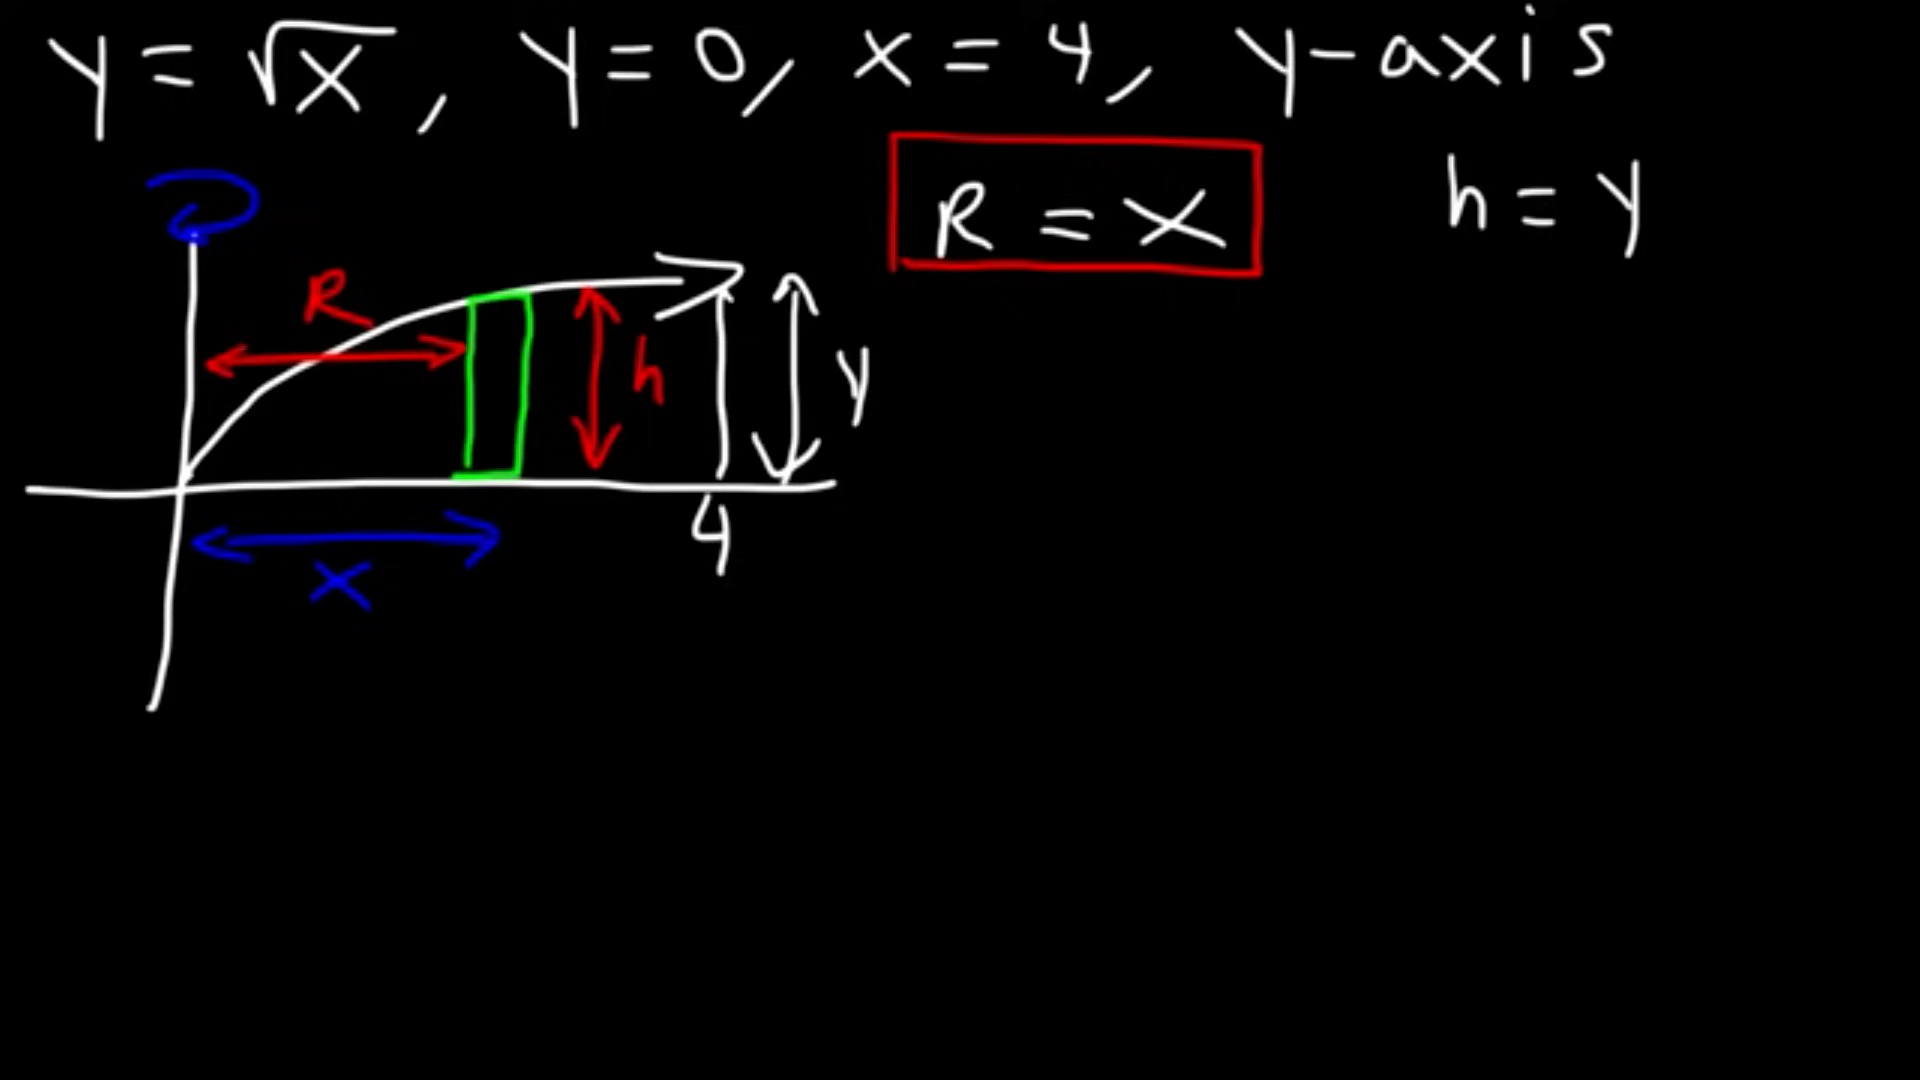 y = √x , y = 0, x = 4, y-axis
R = x
h = y
R
h
y
4
x